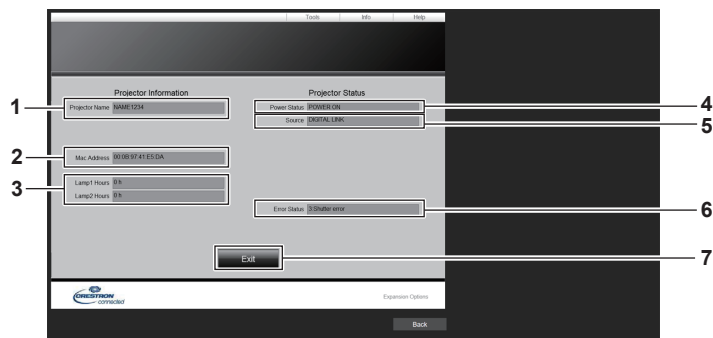 Tools Info Help
Projector Information Projector Status
1 Projector Name NAME1234 Power Status POWER ON 4
Source DIGITAL LINK 5
2 Mac Address 00:0B:97:41:E5:DA
3 Lamp1 Hours 0 h
Lamp2 Hours 0 h
Error Status 3:Shutter error 6
Exit 7
CRESTRON
connected
Expansion Options
Back